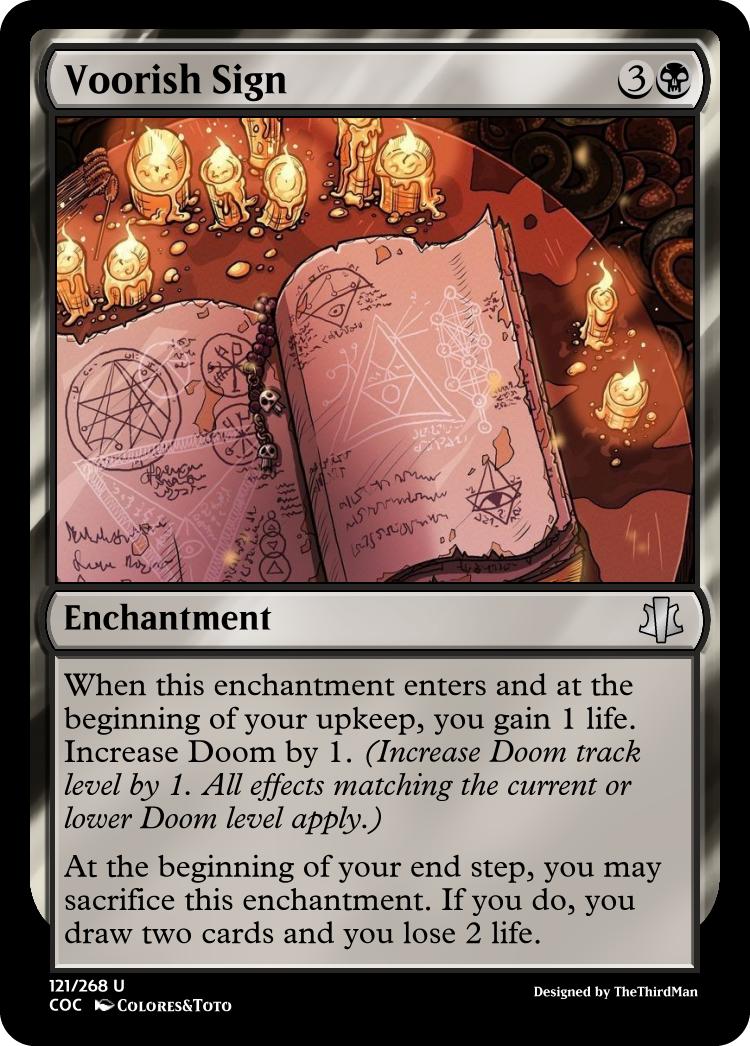 Voorish Sign 3
Enchantment
When this enchantment enters and at the
beginning of your upkeep, you gain 1 life.
Increase Doom by 1. (Increase Doom track
level by 1. All effects matching the current or
lower Doom level apply.)
At the beginning of your end step, you may
sacrifice this enchantment. If you do, you
draw two cards and you lose 2 life.
121/268 U
COC Colores&Toto
Designed by TheThirdMan